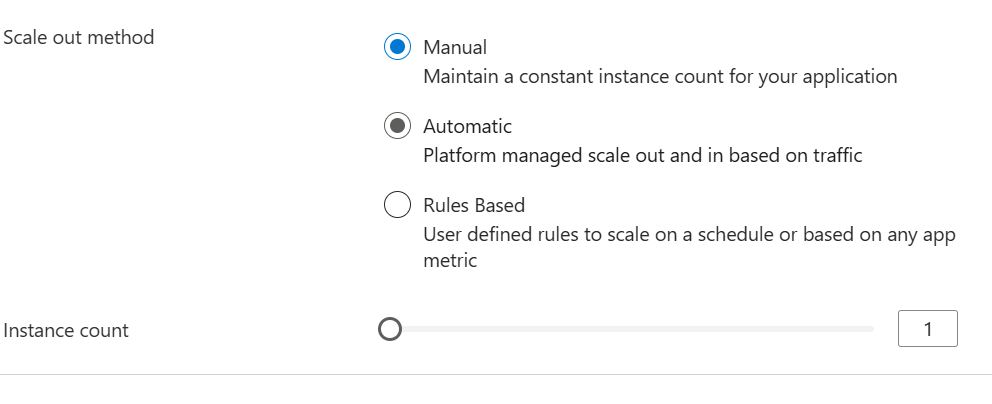 Scale out method
Manual
Maintain a constant instance count for your application
Automatic
Platform managed scale out and in based on traffic
Rules Based
User defined rules to scale on a schedule or based on any app
metric
Instance count
1